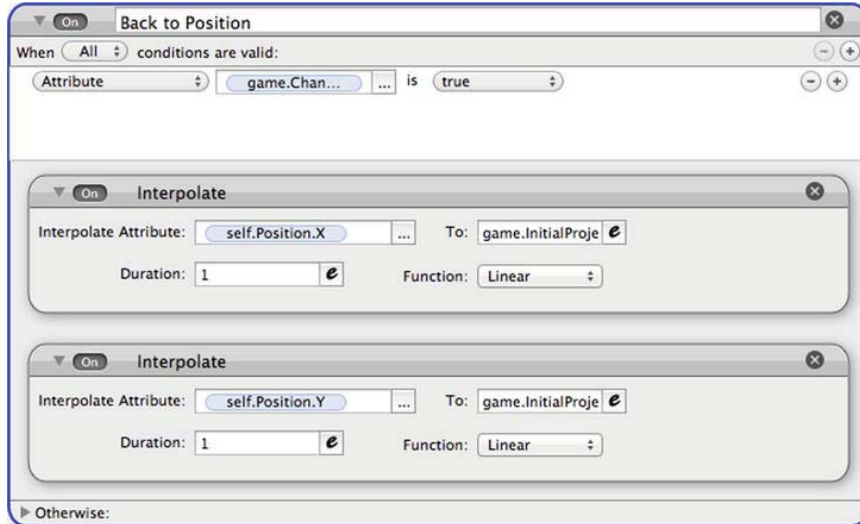 On Back to Position
When All conditions are valid:
Attribute game.Chan... ... is true
On Interpolate
Interpolate Attribute: self.Position.X ... To: game.InitialProje e
Duration: 1 e Function: Linear
On Interpolate
Interpolate Attribute: self.Position.Y ... To: game.InitialProje e
Duration: 1 e Function: Linear
Otherwise: